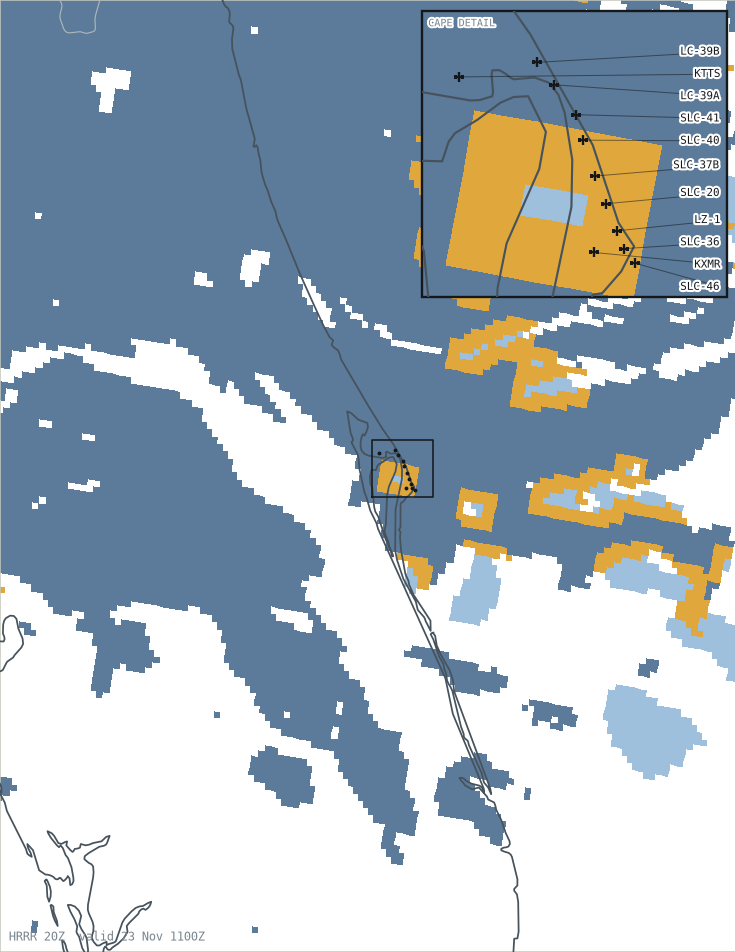 CAPE DETAIL
LC-39B
KTTS
LC-39A
SLC-41
SLC-40
SLC-37B
SLC-20
LZ-1
SLC-36
KXMR
SLC-46
HRRR 20Z  valid 23 Nov 1100Z